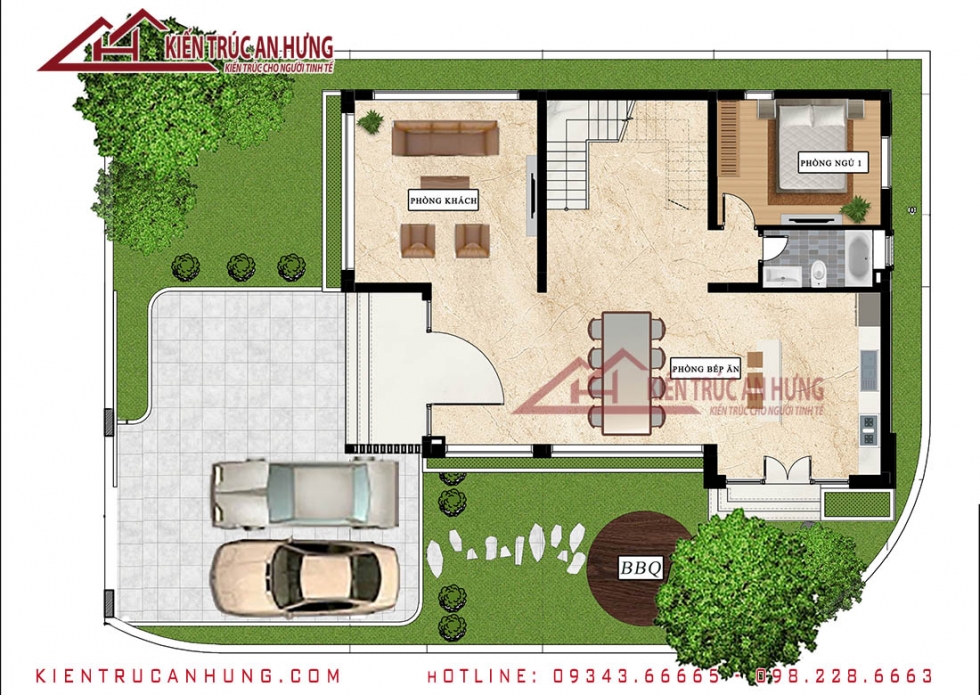 KIẾN TRÚC AN HƯNG
KIẾN TRÚC CHO NGƯỜI TINH TẾ
PHÒNG NGỦ 1
PHÒNG KHÁCH
PHÒNG BẾP ĂN
KIẾN TRÚC AN HƯNG
KIẾN TRÚC CHO NGƯỜI TINH TẾ
BBQ
KIENTRUCANHUNG.COM HOTLINE: 09343.66665 - 098.228.6663